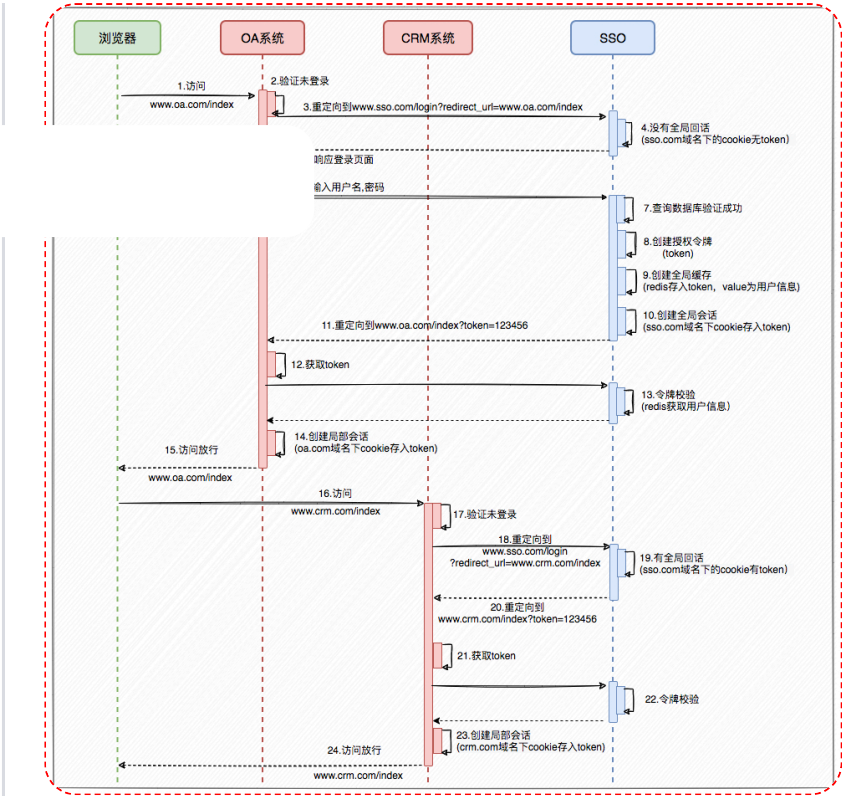 浏览器
OA系统
CRM系统
SSO
1.访问
www.oa.com/index
2.验证未登录
3.重定向到www.sso.com/login?redirect_url=www.oa.com/index
4.没有全局回话
(sso.com域名下的cookie无token)
响应登录页面
输入用户名,密码
7.查询数据库验证成功
8.创建授权令牌
(token)
9.创建全局缓存
(redis存入token，value为用户信息)
10.创建全局会话
(sso.com域名下cookie存入token)
11.重定向到www.oa.com/index?token=123456
12.获取token
13.令牌校验
(redis获取用户信息)
14.创建局部会话
(oa.com域名下cookie存入token)
15.访问放行
www.oa.com/index
16.访问
www.crm.com/index
17.验证未登录
18.重定向到
www.sso.com/login
?redirect_url=www.crm.com/index
19.有全局回话
(sso.com域名下的cookie有token)
20.重定向到
www.crm.com/index?token=123456
21.获取token
22.令牌校验
23.创建局部会话
(crm.com域名下cookie存入token)
24.访问放行
www.crm.com/index